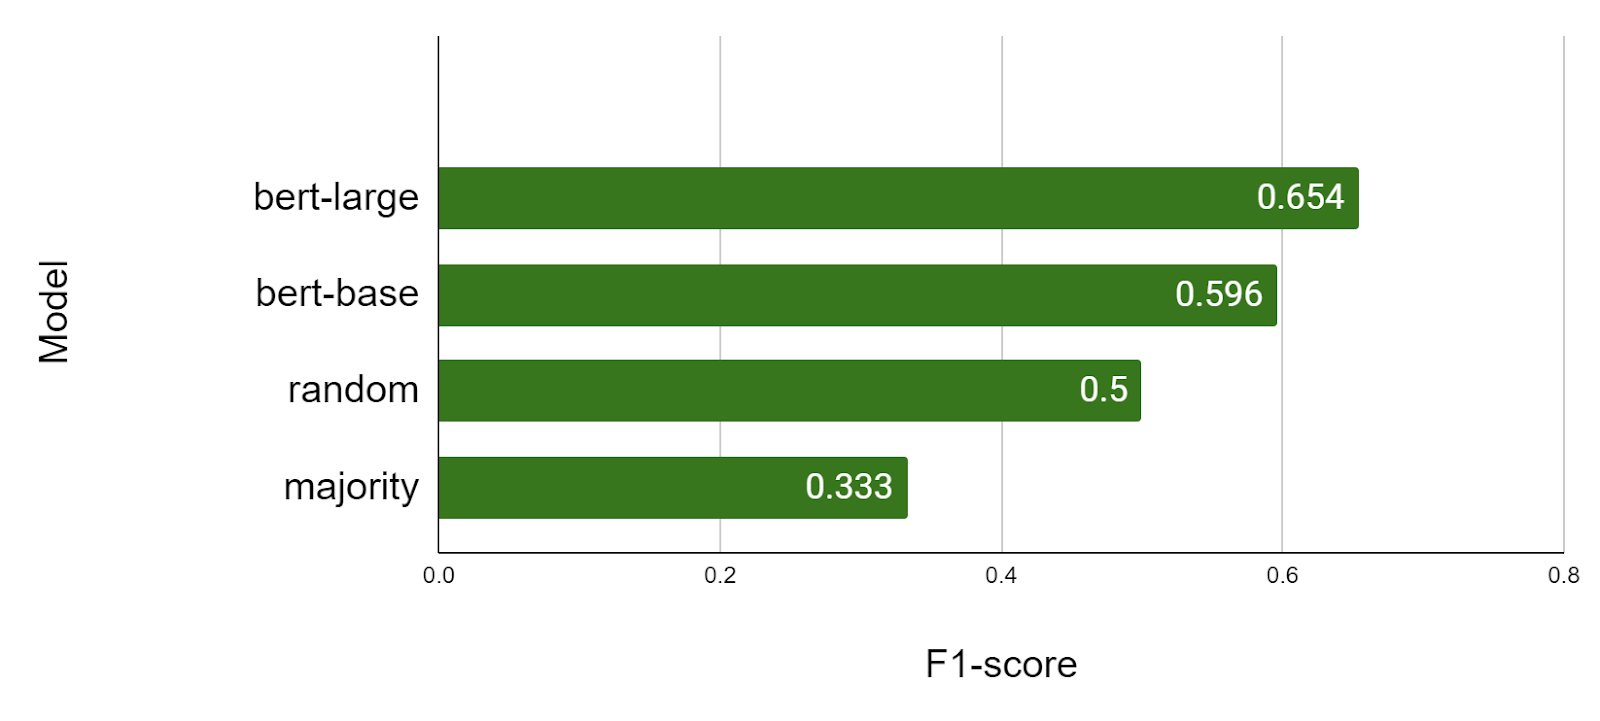 Model
bert-large 0.654
bert-base 0.596
random 0.5
majority 0.333
0.0 0.2 0.4 0.6 0.8
F1-score